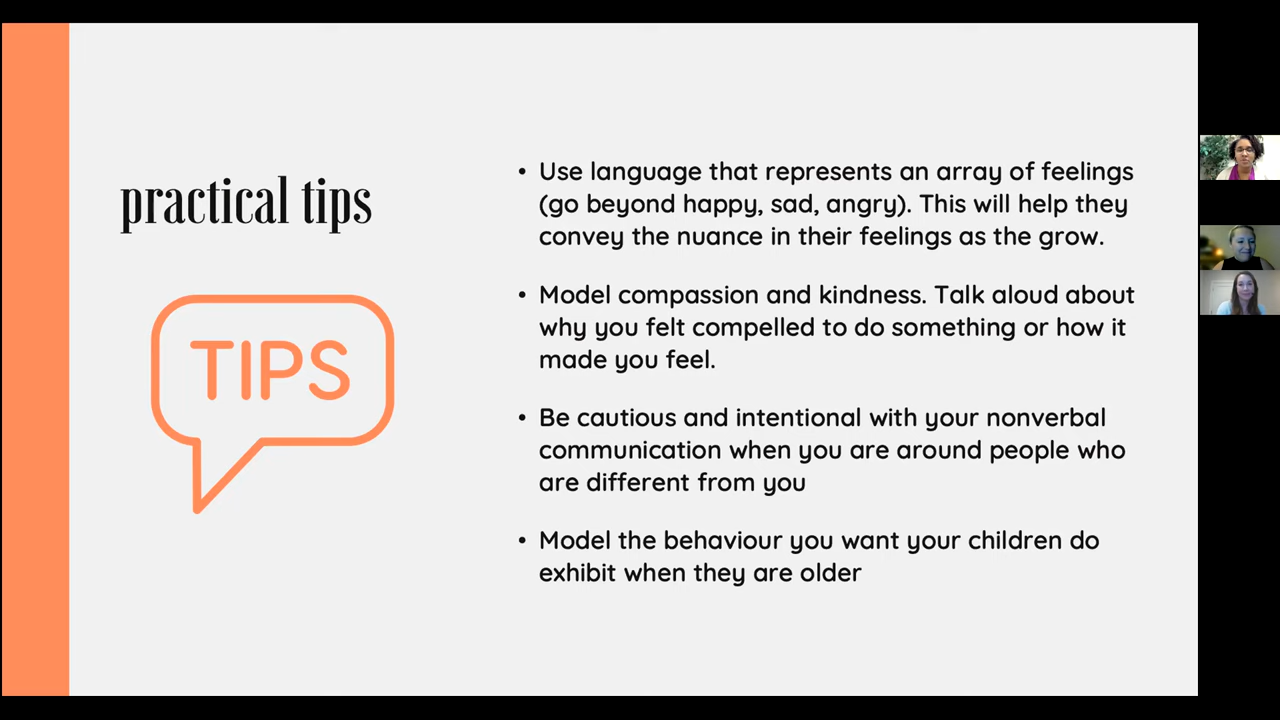 practical tips
TIPS
• Use language that represents an array of feelings
(go beyond happy, sad, angry). This will help they
convey the nuance in their feelings as the grow.
• Model compassion and kindness. Talk aloud about
why you felt compelled to do something or how it
made you feel.
• Be cautious and intentional with your nonverbal
communication when you are around people who
are different from you
• Model the behaviour you want your children do
exhibit when they are older